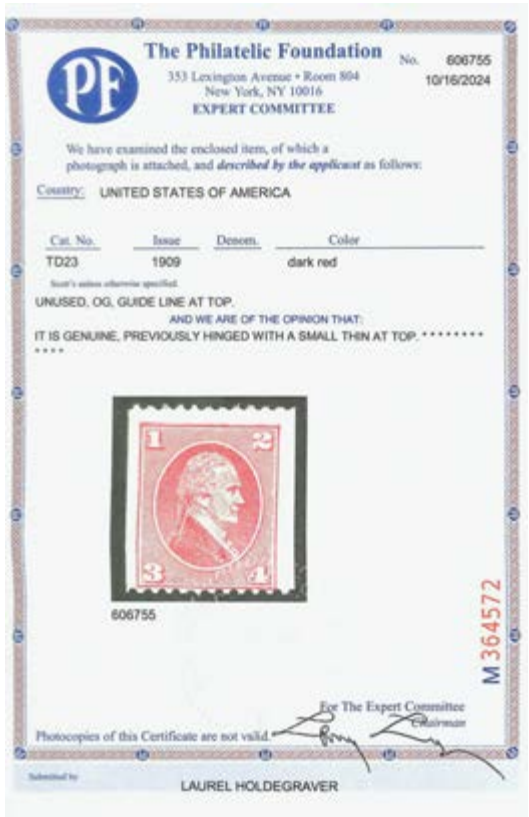 PF
The Philatelic Foundation
353 Lexington Avenue • Room 804
New York, NY 10016
EXPERT COMMITTEE
No. 606755
10/16/2024
We have examined the enclosed item, of which a
photograph is attached, and described by the applicant as follows:
Country: UNITED STATES OF AMERICA
Cat. No. Issue Denom. Color
TD23 1909 dark red
Scott's unless otherwise specified.
UNUSED, OG, GUIDE LINE AT TOP.
AND WE ARE OF THE OPINION THAT:
IT IS GENUINE, PREVIOUSLY HINGED WITH A SMALL THIN AT TOP. * * * * * * * *
* * * *
1 2
3 4
606755
M 364572
For The Expert Committee
Chairman
Photocopies of this Certificate are not valid.
Submitted by
LAUREL HOLDEGRAVER